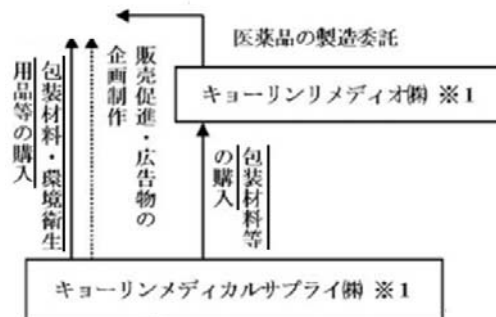 医薬品の製造委託
キョーリンリメディオ㈱ ※1
販売促進・広告物の
企画制作
包装材料・環境衛生
用品等の購入
包装材料等
の購入
キョーリンメディカルサプライ㈱ ※1